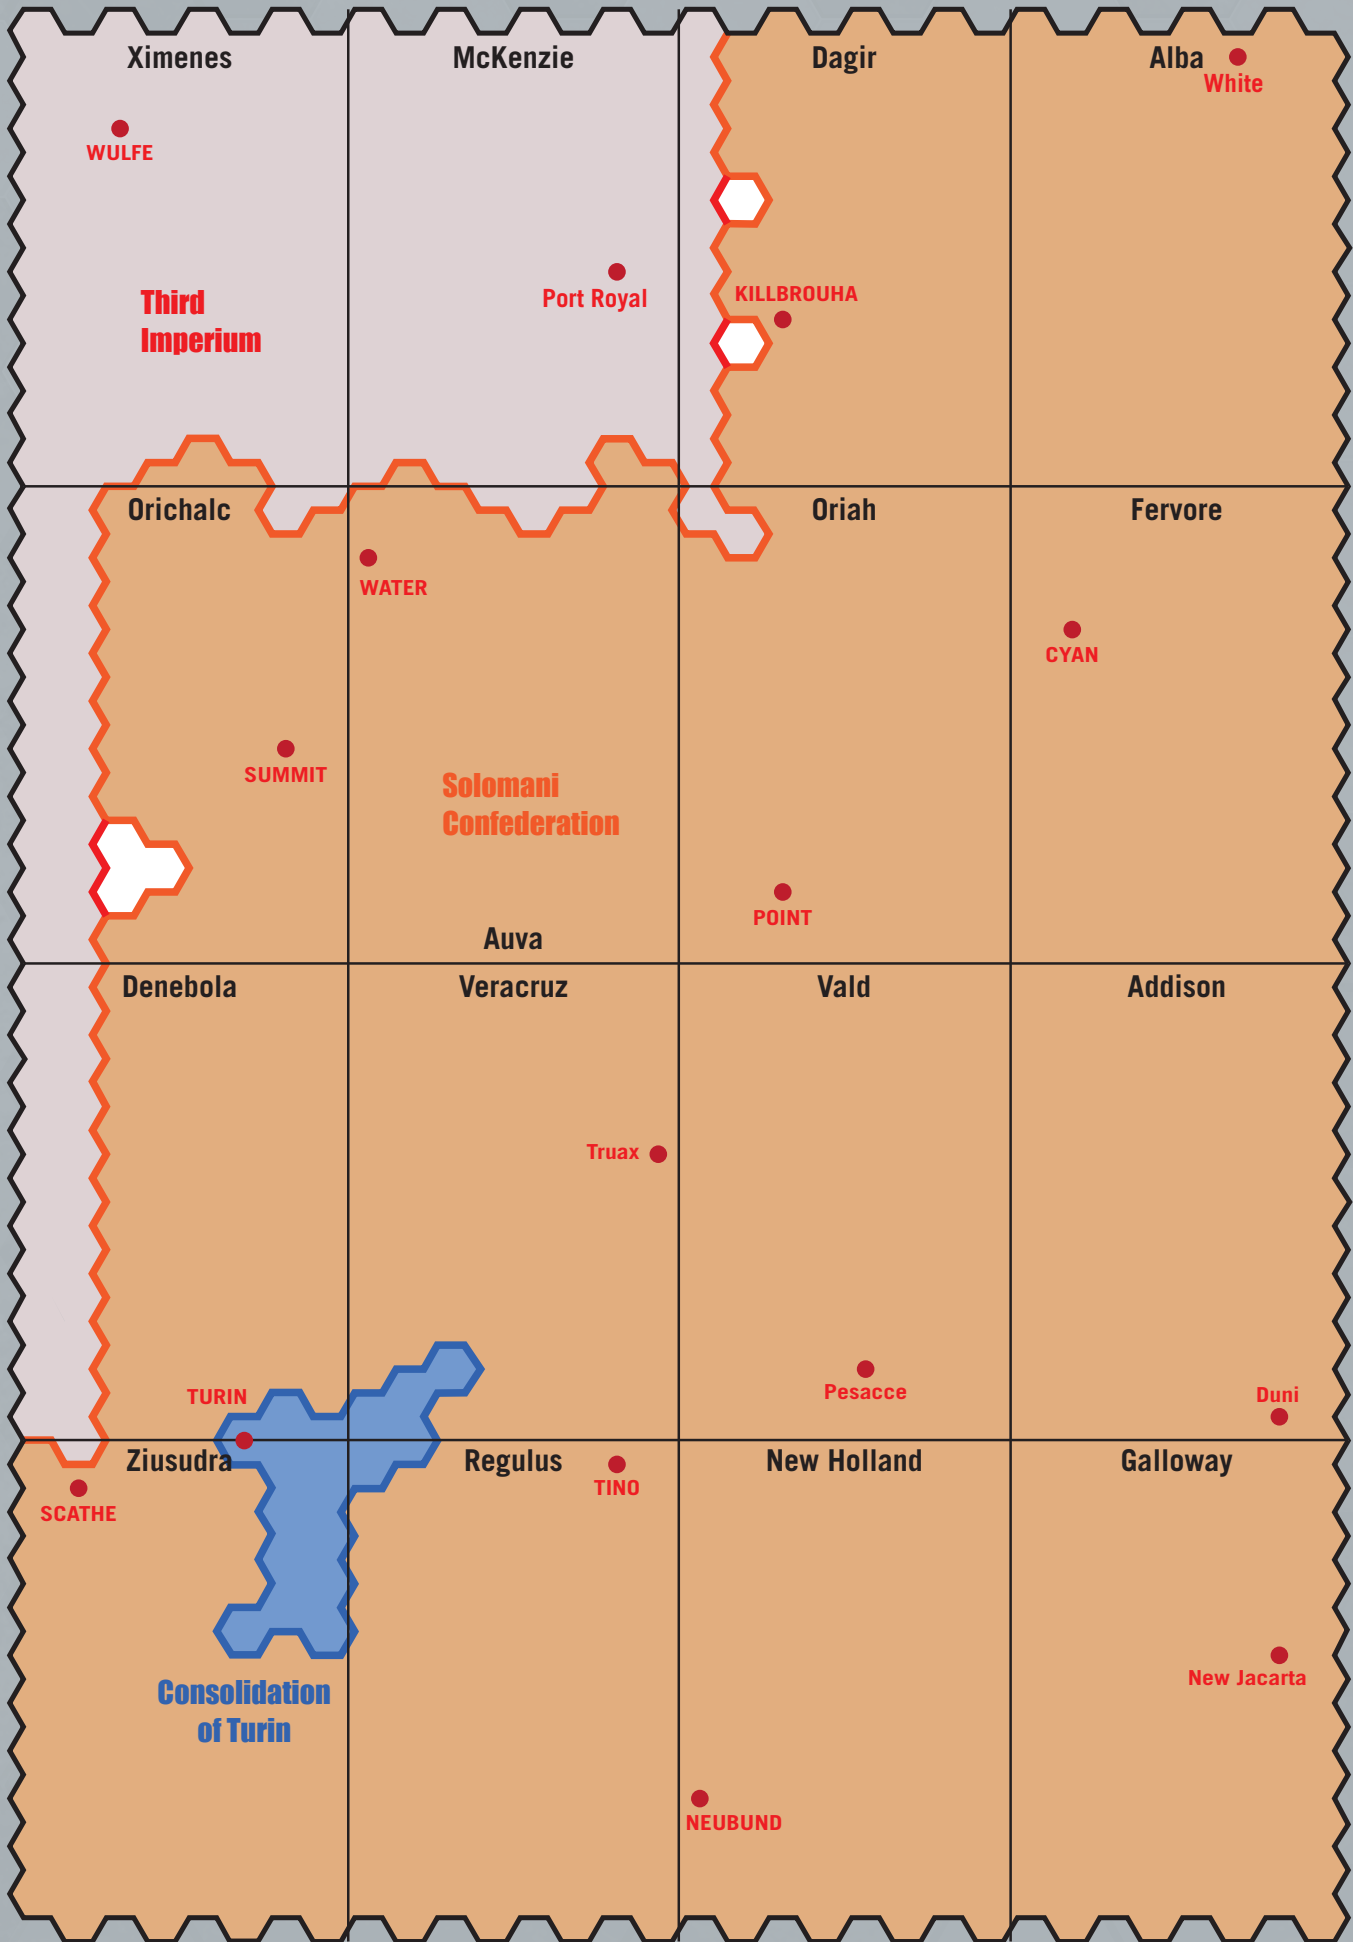 Ximenes
McKenzie
Dagir
Alba
White
WULFE
Port Royal
KILLBROUHA
Third
Imperium
Orichalc
Oriah
Fervore
WATER
CYAN
SUMMIT
Solomani
Confederation
POINT
Auva
Denebola
Veracruz
Vald
Addison
Truax
Pesacce
Duni
TURIN
Ziusudra
Regulus
New Holland
Galloway
TINO
SCATHE
New Jacarta
Consolidation
of Turin
NEUBUND